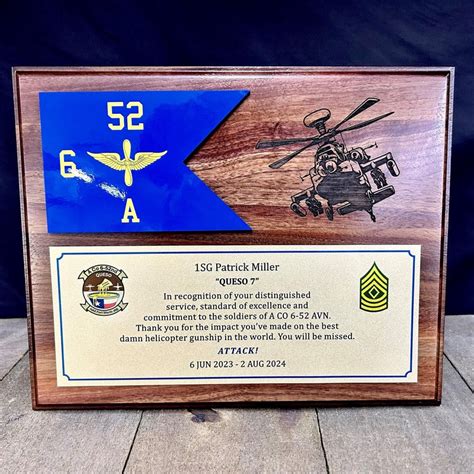 52
6
A
1SG Patrick Miller
"QUESO 7"
In recognition of your distinguished
service, standard of excellence and
commitment to the soldiers of A CO 6-52 AVN.
Thank you for the impact you've made on the best
damn helicopter gunship in the world. You will be missed.
ATTACK!
6 JUN 2023 - 2 AUG 2024
QUESO